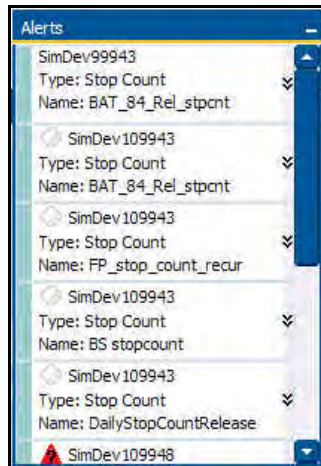 Alerts
SimDev99943
Type: Stop Count
Name: BAT_84_Rel_stpcnt
SimDev109943
Type: Stop Count
Name: BAT_84_Rel_stpcnt
SimDev109943
Type: Stop Count
Name: FP_stop_count_recur
SimDev109943
Type: Stop Count
Name: BS stopcount
SimDev109943
Type: Stop Count
Name: DailyStopCountRelease
SimDev109948